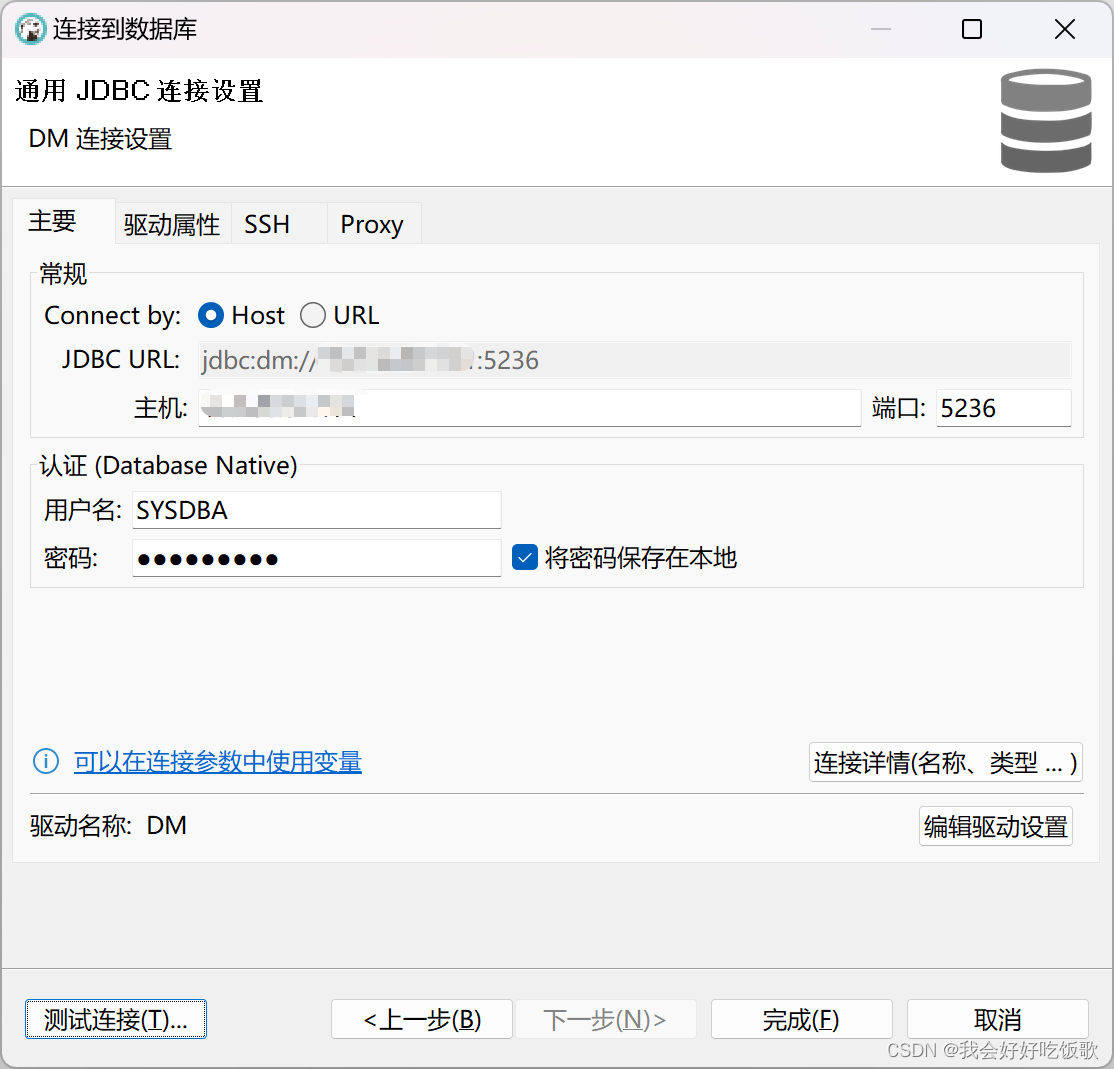 连接到数据库
通用 JDBC 连接设置
DM 连接设置
主要 驱动属性 SSH Proxy
常规
Connect by: Host URL
JDBC URL: jdbc:dm:// :5236
主机: 端口: 5236
认证 (Database Native)
用户名: SYSDBA
密码: ●●●●●●●●● 将密码保存在本地
可以在连接参数中使用变量 连接详情(名称、类型 ... )
驱动名称: DM 编辑驱动设置
测试连接(T)... <上一步(B) 下一步(N)> 完成(F) 取消
CSDN @我会好好吃饭歌